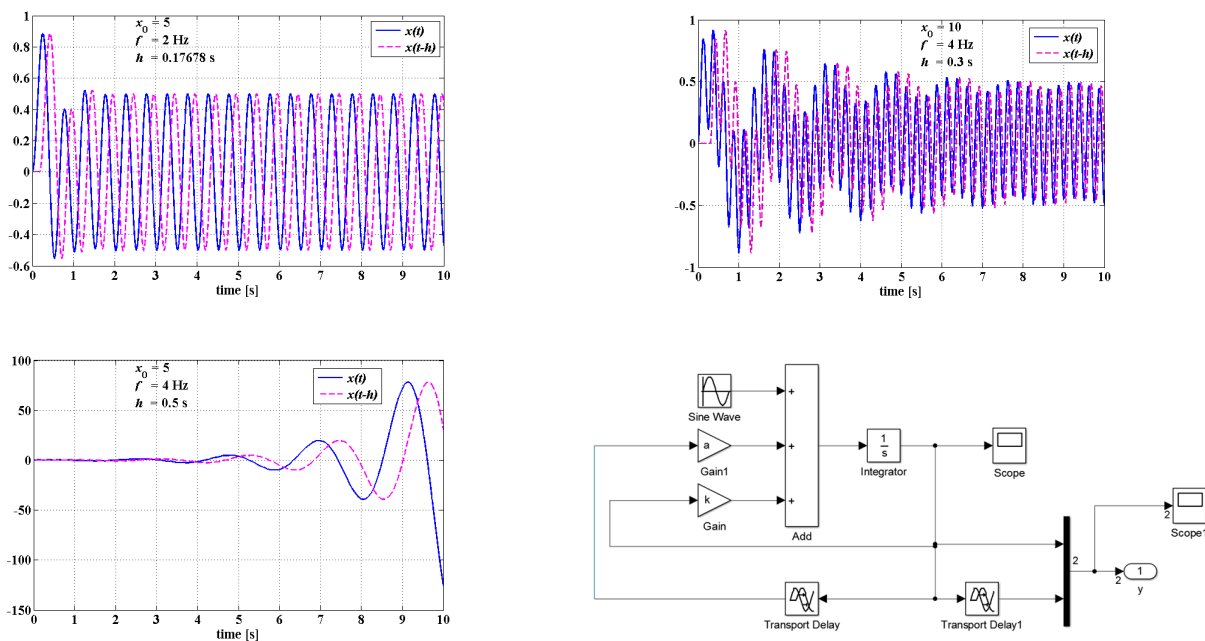 x0 = 5
f = 2 Hz
h = 0.17678 s
x(t)
x(t-h)
1
0.8
0.6
0.4
0.2
0
-0.2
-0.4
-0.6
0 1 2 3 4 5 6 7 8 9 10
time [s]
x0 = 10
f = 4 Hz
h = 0.3 s
x(t)
x(t-h)
1
0.5
0
-0.5
-1
0 1 2 3 4 5 6 7 8 9 10
time [s]
x0 = 5
f = 4 Hz
h = 0.5 s
x(t)
x(t-h)
100
50
0
-50
-100
-150
0 1 2 3 4 5 6 7 8 9 10
time [s]
Sine Wave
a
Gain1
k
Gain
+
+
+
Add
1
s
Integrator
Scope
2
Scope1
2
2
1
y
Transport Delay
Transport Delay1